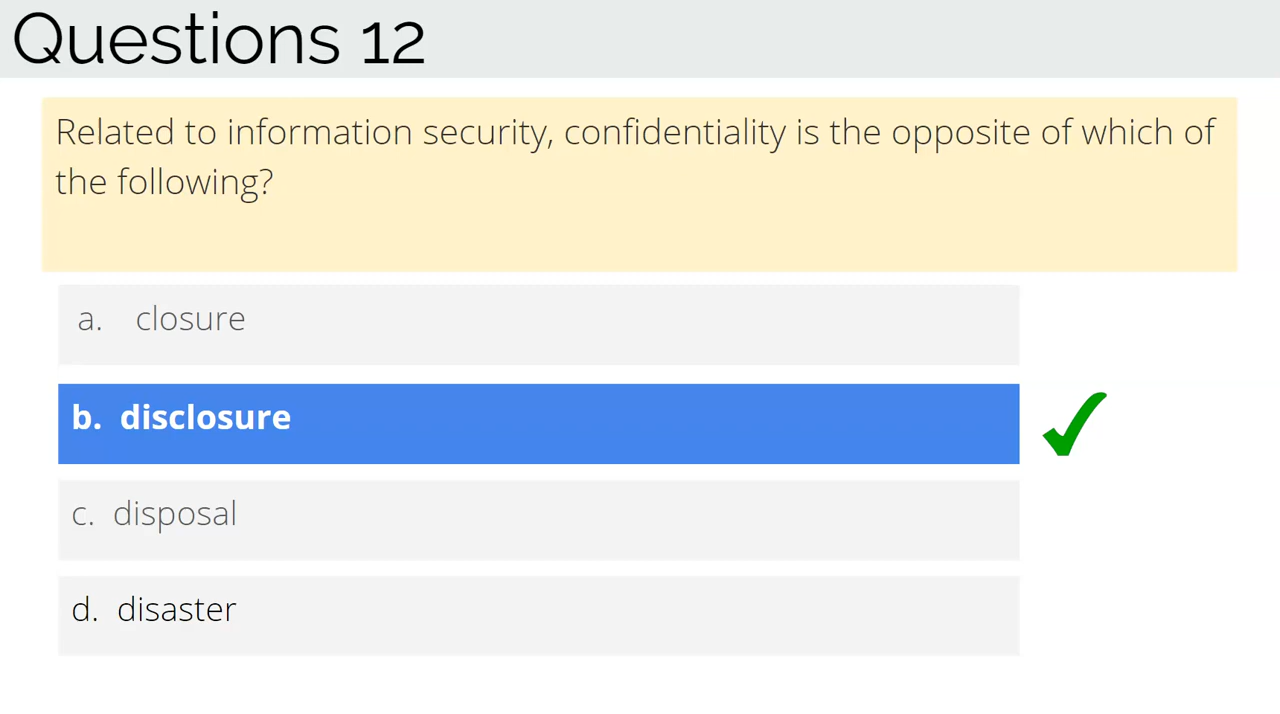 Questions 12
Related to information security, confidentiality is the opposite of which of
the following?
a. closure
b. disclosure
c. disposal
d. disaster